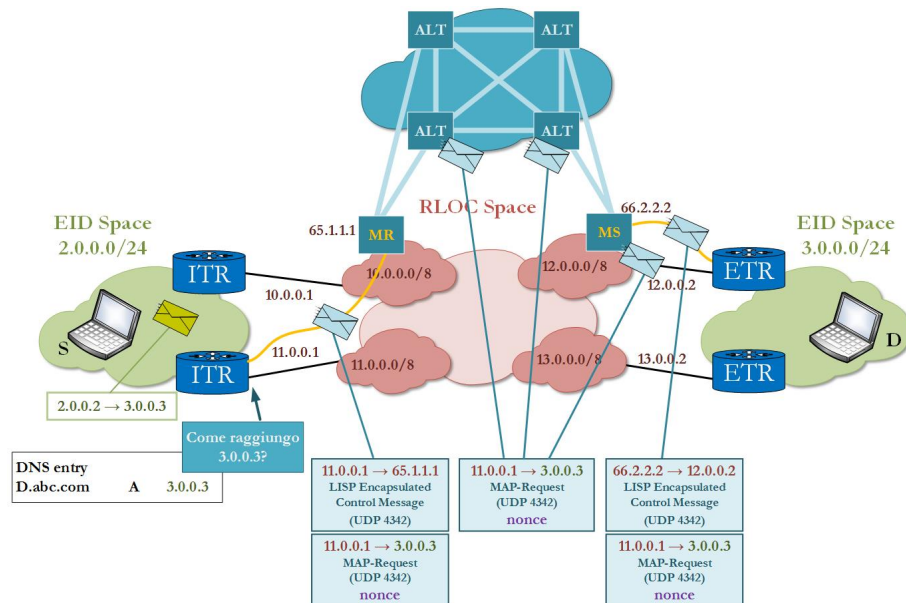 ALT
ALT
ALT
ALT
EID Space
2.0.0.0/24
65.1.1.1
RLOC Space
66.2.2.2
EID Space
3.0.0.0/24
MR
MS
ITR
10.0.0.0/8
12.0.0.0/8
ETR
10.0.0.1
12.0.0.2
S
11.0.0.1
D
ITR
11.0.0.0/8
13.0.0.0/8
13.0.0.2
ETR
2.0.0.2 → 3.0.0.3
Come raggiungo
3.0.0.3?
DNS entry
D.abc.com A 3.0.0.3
11.0.0.1 → 65.1.1.1
LISP Encapsulated
Control Message
(UDP 4342)
11.0.0.1 → 3.0.0.3
MAP-Request
(UDP 4342)
nonce
11.0.0.1 → 3.0.0.3
MAP-Request
(UDP 4342)
nonce
66.2.2.2 → 12.0.0.2
LISP Encapsulated
Control Message
(UDP 4342)
11.0.0.1 → 3.0.0.3
MAP-Request
(UDP 4342)
nonce